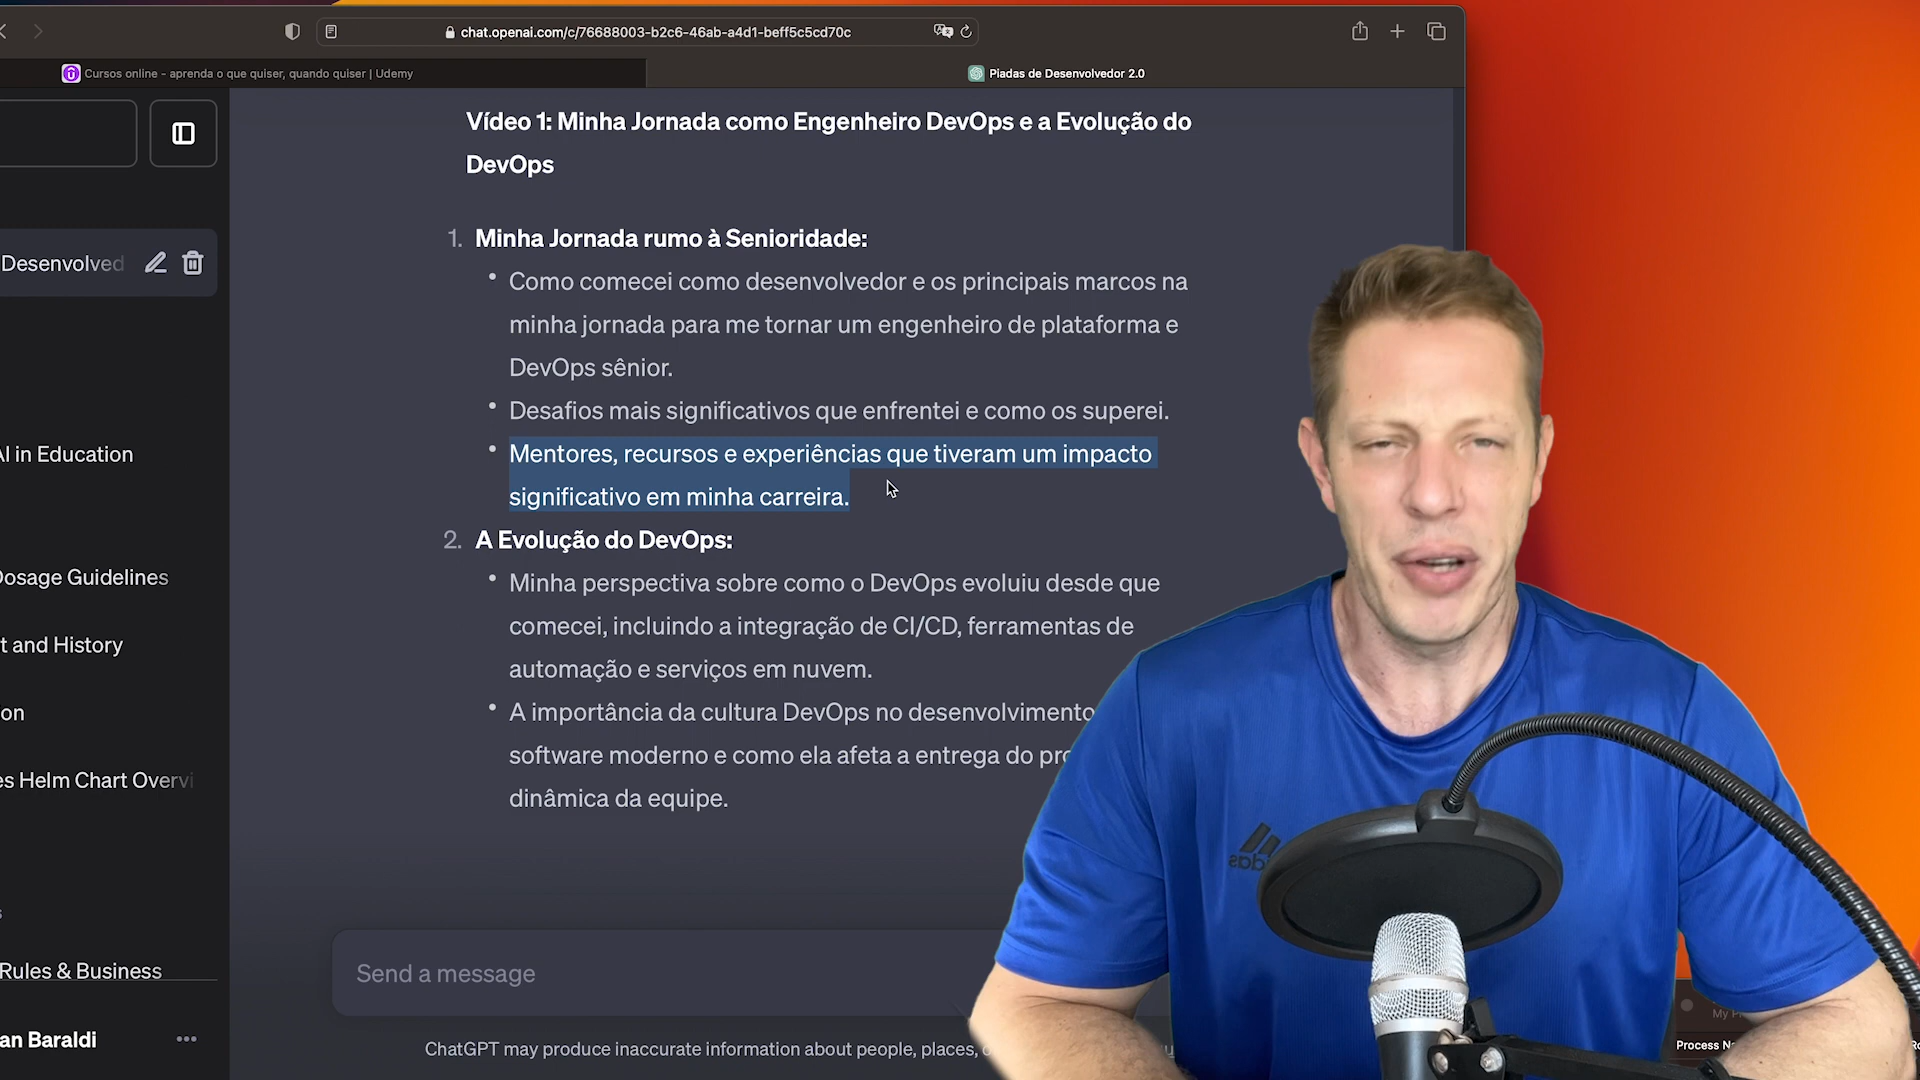 chat.openai.com/c/76688003-b2c6-46ab-a4d1-beff5c5cd70c
Cursos online - aprenda o que quiser, quando quiser | Udemy
Piadas de Desenvolvedor 2.0
Vídeo 1: Minha Jornada como Engenheiro DevOps e a Evolução do
DevOps
1. Minha Jornada rumo à Senioridade:
• Como comecei como desenvolvedor e os principais marcos na
minha jornada para me tornar um engenheiro de plataforma e
DevOps sênior.
• Desafios mais significativos que enfrentei e como os superei.
• Mentores, recursos e experiências que tiveram um impacto
significativo em minha carreira.
2. A Evolução do DevOps:
• Minha perspectiva sobre como o DevOps evoluiu desde que
comecei, incluindo a integração de CI/CD, ferramentas de
automação e serviços em nuvem.
• A importância da cultura DevOps no desenvolvimento
software moderno e como ela afeta a entrega do
dinâmica da equipe.
Send a message
ChatGPT may produce inaccurate information about people, places,
Desenvolved
AI in Education
Dosage Guidelines
t and History
on
es Helm Chart Overvi
s
Rules & Business
an Baraldi
adidas
My
Process